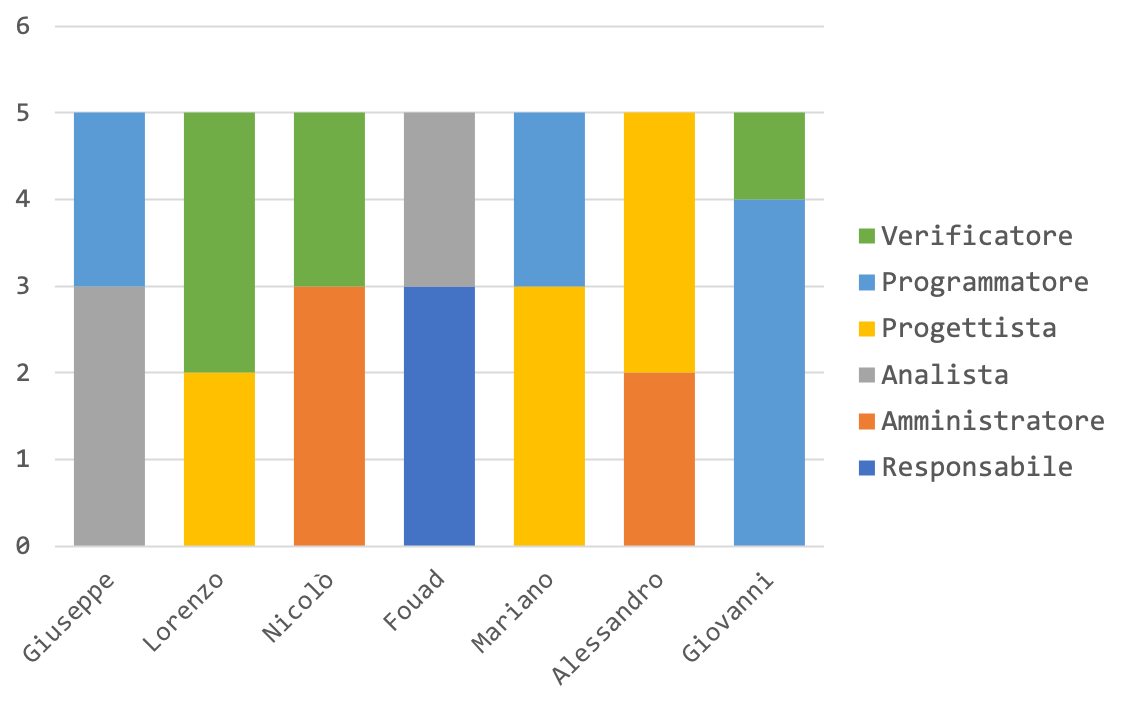 6
5
4
3
2
1
0
Giuseppe
Lorenzo
Nicolò
Fouad
Mariano
Alessandro
Giovanni
Verificatore
Programmatore
Progettista
Analista
Amministratore
Responsabile